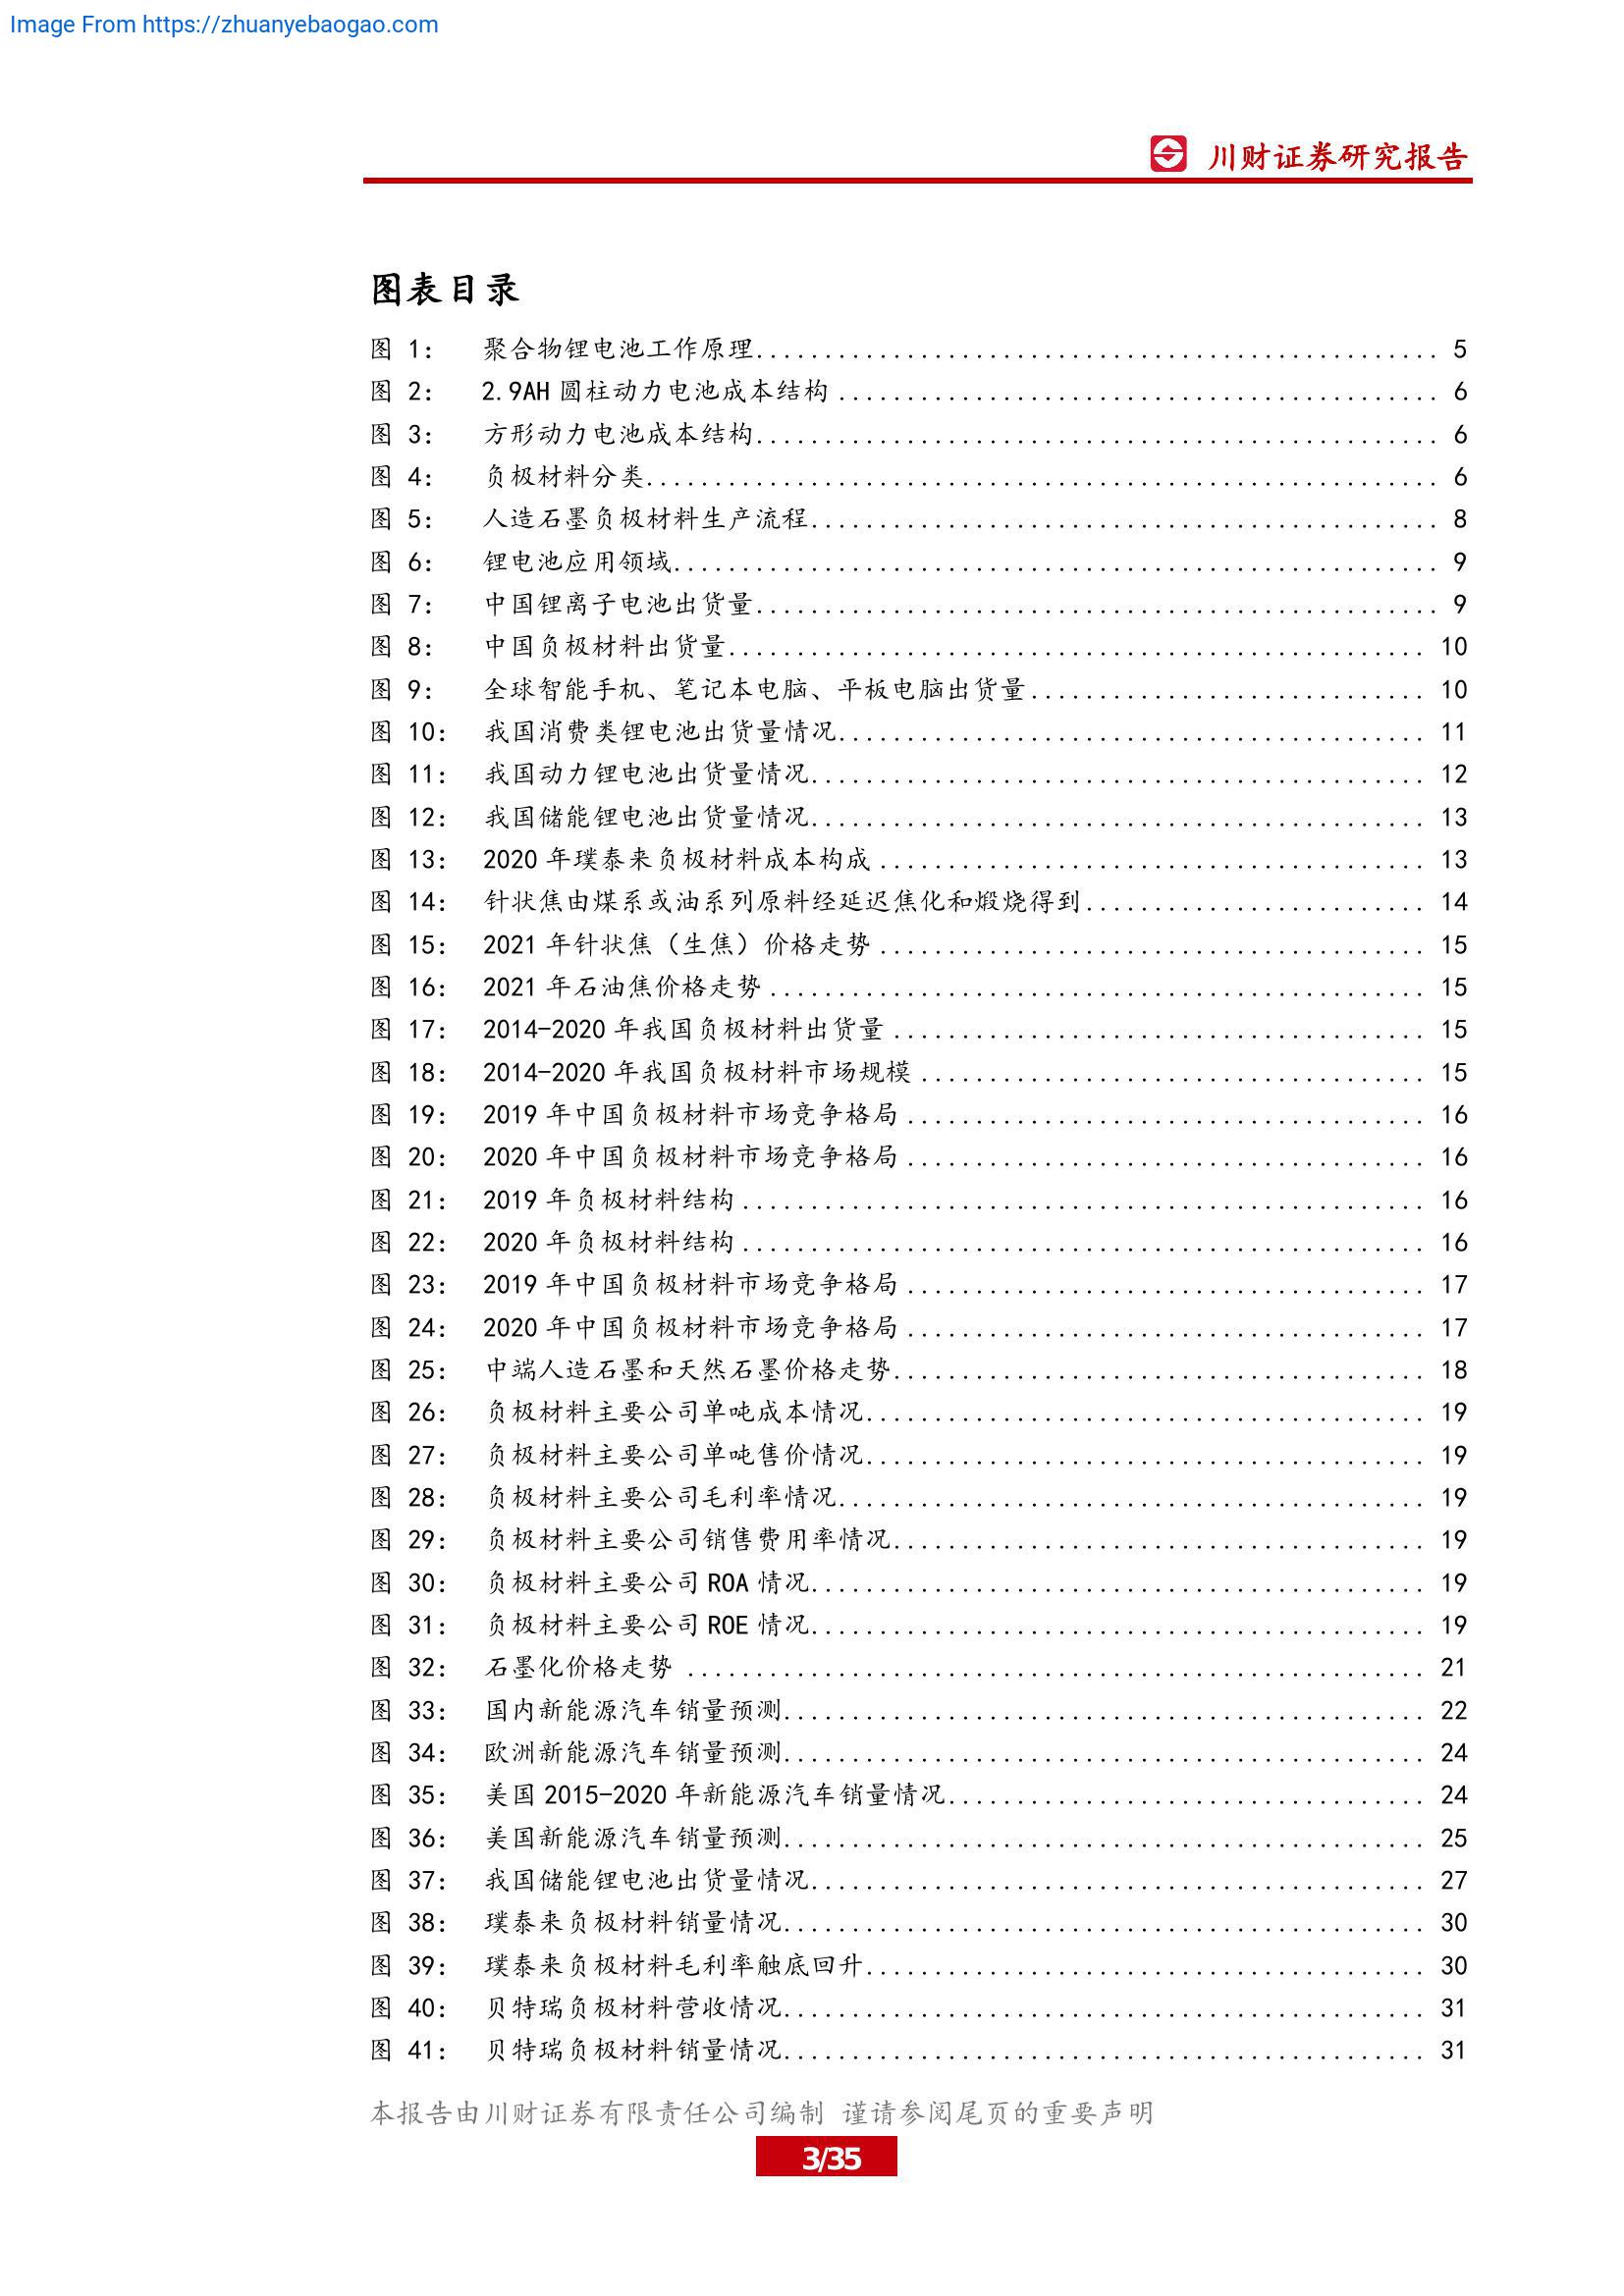 Image From https://zhuanyebaogao.com
川财证券研究报告
图表目录
图 1： 聚合物锂电池工作原理.................................................. 5
图 2： 2.9AH 圆柱动力电池成本结构............................................ 6
图 3： 方形动力电池成本结构.................................................. 6
图 4： 负极材料分类.......................................................... 6
图 5： 人造石墨负极材料生产流程.............................................. 8
图 6： 锂电池应用领域........................................................ 9
图 7： 中国锂离子电池出货量.................................................. 9
图 8： 中国负极材料出货量................................................... 10
图 9： 全球智能手机、笔记本电脑、平板电脑出货量............................. 10
图 10： 我国消费类锂电池出货量情况........................................... 11
图 11： 我国动力锂电池出货量情况............................................. 12
图 12： 我国储能锂电池出货量情况............................................. 13
图 13： 2020 年璞泰来负极材料成本构成........................................ 13
图 14： 针状焦由煤系或油系列原料经延迟焦化和煅烧得到......................... 14
图 15： 2021 年针状焦（生焦）价格走势........................................ 15
图 16： 2021 年石油焦价格走势................................................ 15
图 17： 2014-2020 年我国负极材料出货量....................................... 15
图 18： 2014-2020 年我国负极材料市场规模..................................... 15
图 19： 2019 年中国负极材料市场竞争格局...................................... 16
图 20： 2020 年中国负极材料市场竞争格局...................................... 16
图 21： 2019 年负极材料结构.................................................. 16
图 22： 2020 年负极材料结构.................................................. 16
图 23： 2019 年中国负极材料市场竞争格局...................................... 17
图 24： 2020 年中国负极材料市场竞争格局...................................... 17
图 25： 中端人造石墨和天然石墨价格走势....................................... 18
图 26： 负极材料主要公司单吨成本情况......................................... 19
图 27： 负极材料主要公司单吨售价情况......................................... 19
图 28： 负极材料主要公司毛利率情况........................................... 19
图 29： 负极材料主要公司销售费用率情况....................................... 19
图 30： 负极材料主要公司 ROA 情况............................................. 19
图 31： 负极材料主要公司 ROE 情况............................................. 19
图 32： 石墨化价格走势...................................................... 21
图 33： 国内新能源汽车销量预测............................................... 22
图 34： 欧洲新能源汽车销量预测............................................... 24
图 35： 美国 2015-2020 年新能源汽车销量情况................................... 24
图 36： 美国新能源汽车销量预测............................................... 25
图 37： 我国储能锂电池出货量情况............................................. 27
图 38： 璞泰来负极材料销量情况............................................... 30
图 39： 璞泰来负极材料毛利率触底回升......................................... 30
图 40： 贝特瑞负极材料营收情况............................................... 31
图 41： 贝特瑞负极材料销量情况............................................... 31
本报告由川财证券有限责任公司编制 谨请参阅尾页的重要声明
3/35